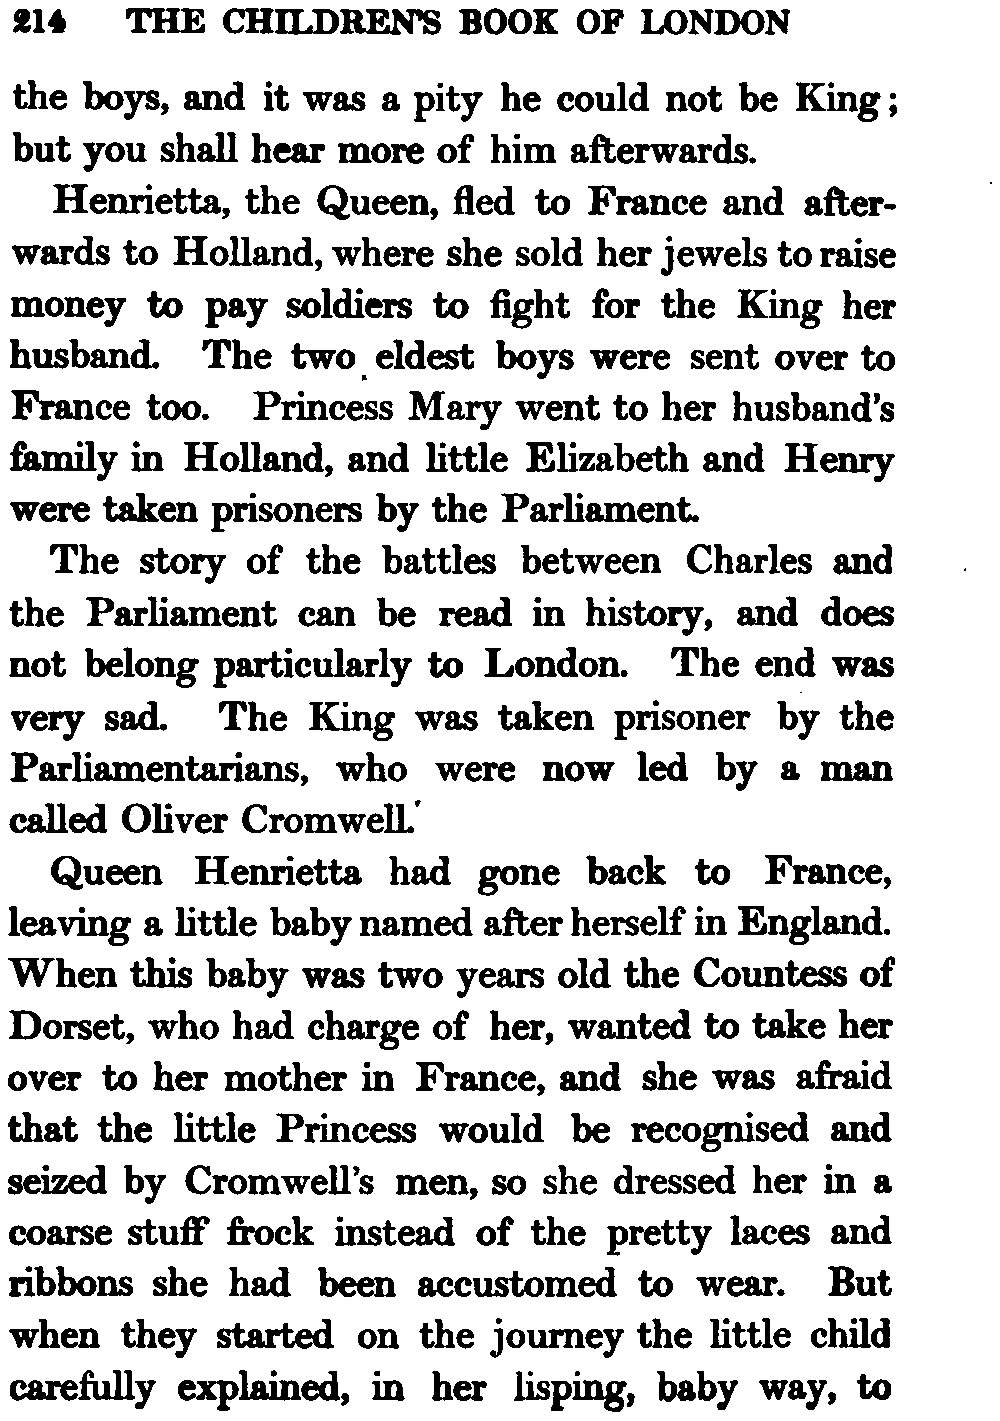 214 THE CHILDREN'S BOOK OF LONDON
the boys, and it was a pity he could not be King;
but you shall hear more of him afterwards.
Henrietta, the Queen, fled to France and after-
wards to Holland, where she sold her jewels to raise
money to pay soldiers to fight for the King her
husband. The two eldest boys were sent over to
France too. Princess Mary went to her husband's
family in Holland, and little Elizabeth and Henry
were taken prisoners by the Parliament.
The story of the battles between Charles and
the Parliament can be read in history, and does
not belong particularly to London. The end was
very sad. The King was taken prisoner by the
Parliamentarians, who were now led by a man
called Oliver Cromwell.
Queen Henrietta had gone back to France,
leaving a little baby named after herself in England.
When this baby was two years old the Countess of
Dorset, who had charge of her, wanted to take her
over to her mother in France, and she was afraid
that the little Princess would be recognised and
seized by Cromwell's men, so she dressed her in a
coarse stuff frock instead of the pretty laces and
ribbons she had been accustomed to wear. But
when they started on the journey the little child
carefully explained, in her lisping, baby way, to